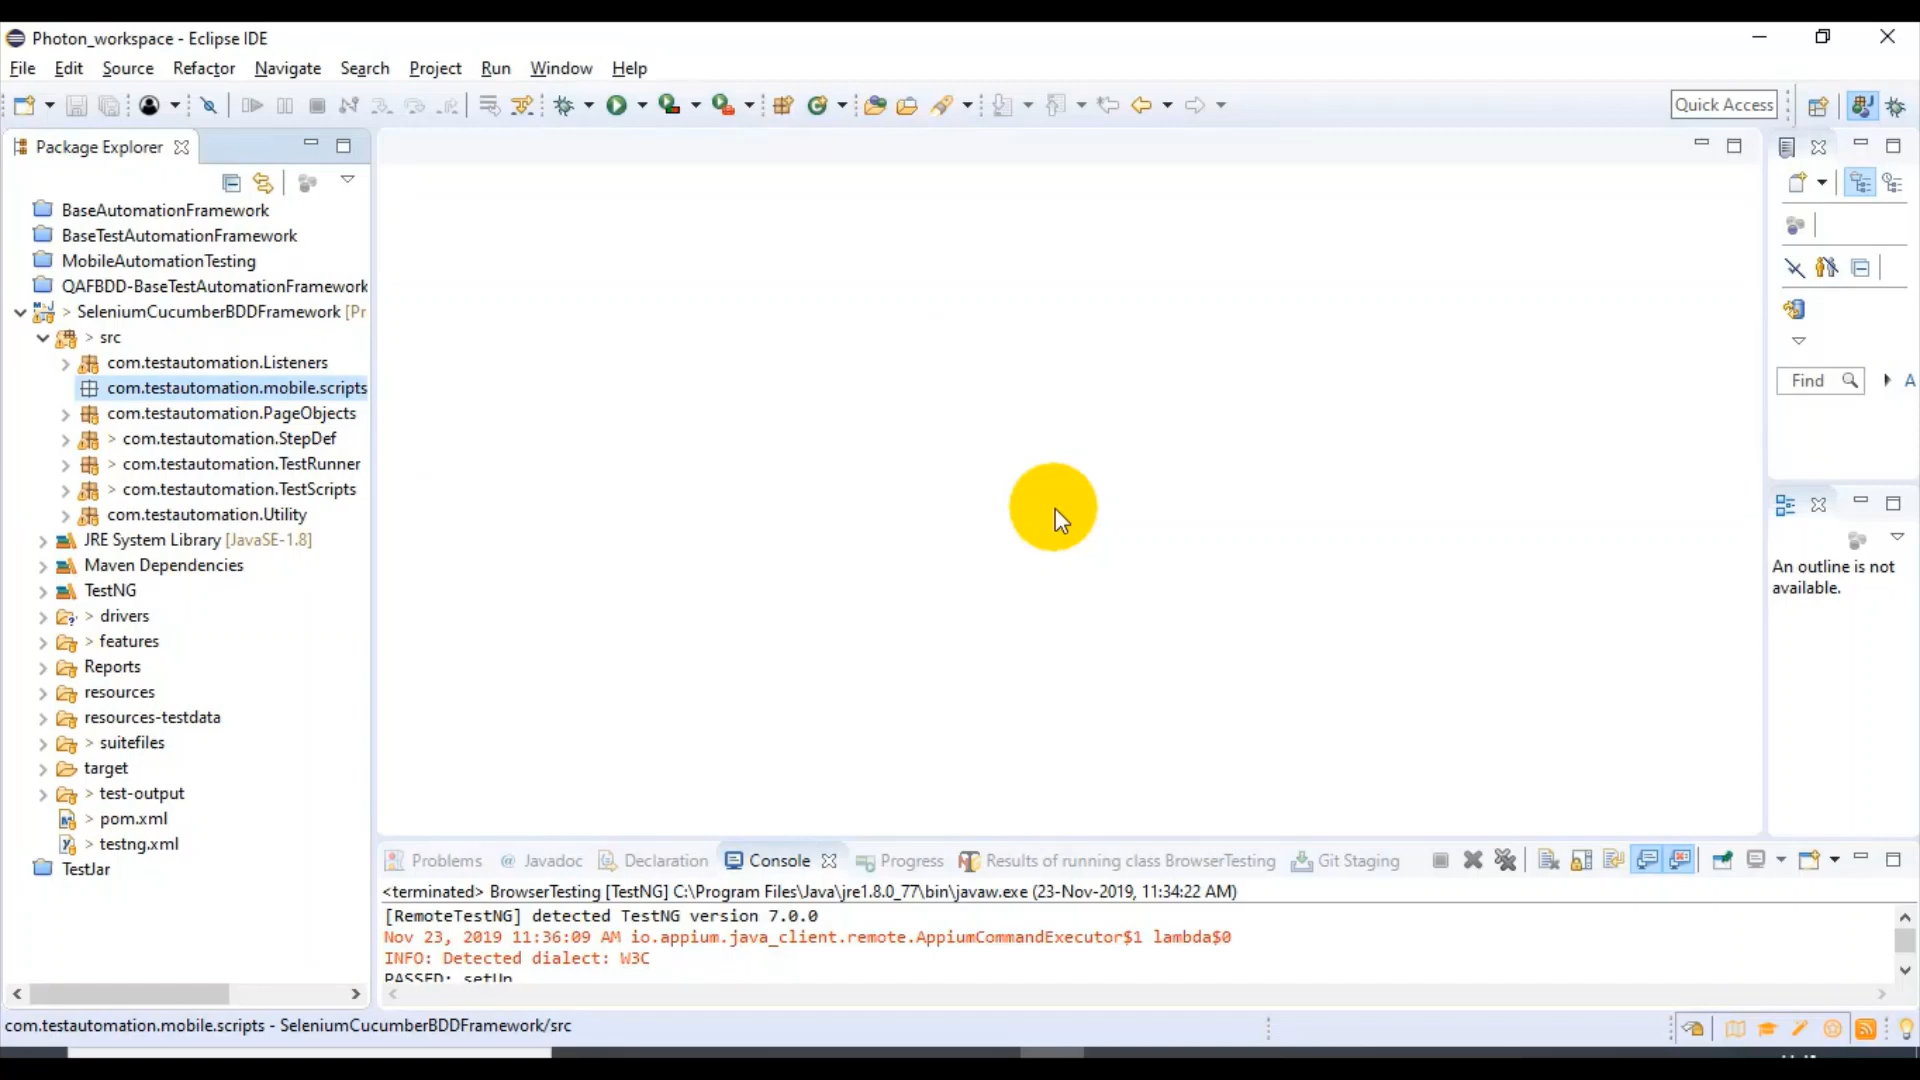 Photon_workspace - Eclipse IDE
File Edit Source Refactor Navigate Search Project Run Window Help
Quick Access
Package Explorer
BaseAutomationFramework
BaseTestAutomationFramework
MobileAutomationTesting
QAFBDD-BaseTestAutomationFramework
> SeleniumCucumberBDDFramework [Pr
> src
com.testautomation.Listeners
com.testautomation.mobile.scripts
com.testautomation.PageObjects
> com.testautomation.StepDef
> com.testautomation.TestRunner
> com.testautomation.TestScripts
com.testautomation.Utility
JRE System Library [JavaSE-1.8]
Maven Dependencies
TestNG
> drivers
> features
Reports
resources
resources-testdata
> suitefiles
target
> test-output
> pom.xml
> testng.xml
TestJar
Find
A
An outline is not
available.
Problems @ Javadoc Declaration Console Progress Results of running class BrowserTesting Git Staging
<terminated> BrowserTesting [TestNG] C:\Program Files\Java\jre1.8.0_77\bin\javaw.exe (23-Nov-2019, 11:34:22 AM)
[RemoteTestNG] detected TestNG version 7.0.0
Nov 23, 2019 11:36:09 AM io.appium.java_client.remote.AppiumCommandExecutor$1 lambda$0
INFO: Detected dialect: W3C
PASSED: setUp
com.testautomation.mobile.scripts - SeleniumCucumberBDDFramework/src